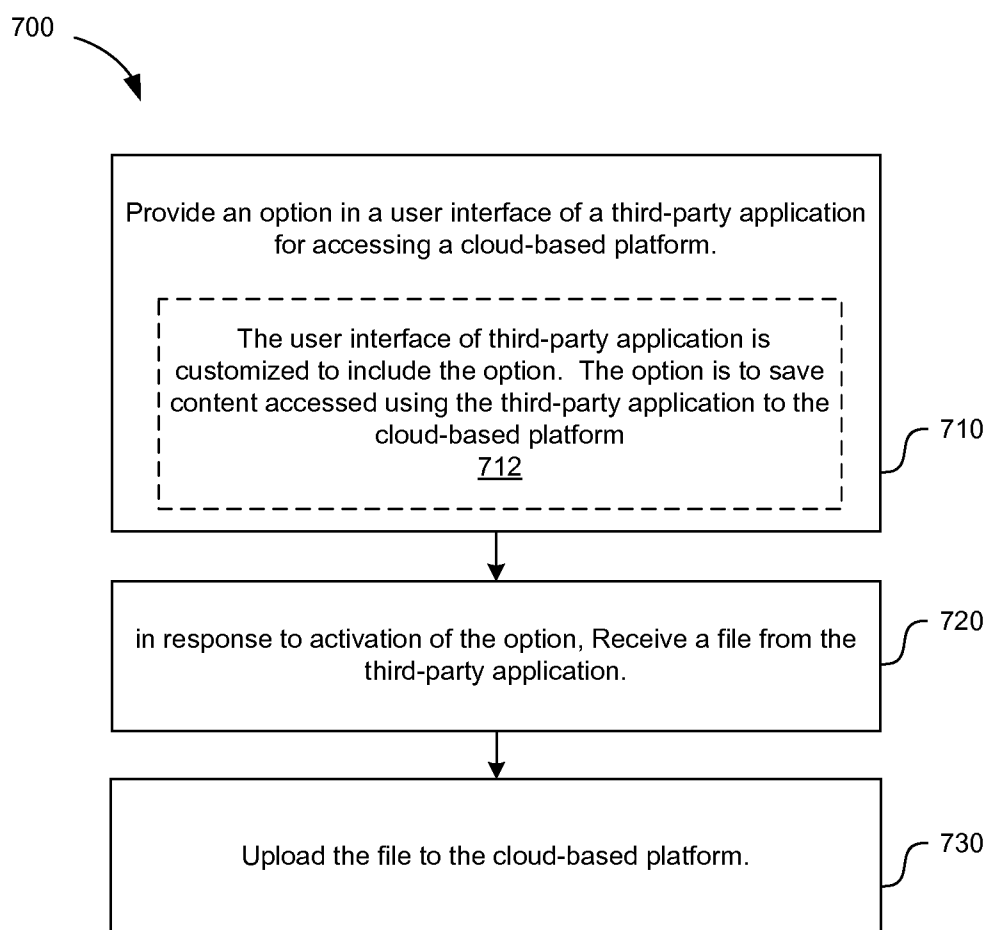 700
Provide an option in a user interface of a third-party application
for accessing a cloud-based platform.
The user interface of third-party application is
customized to include the option.  The option is to save
content accessed using the third-party application to the
cloud-based platform
712
710
in response to activation of the option, Receive a file from the
third-party application.
720
Upload the file to the cloud-based platform.
730